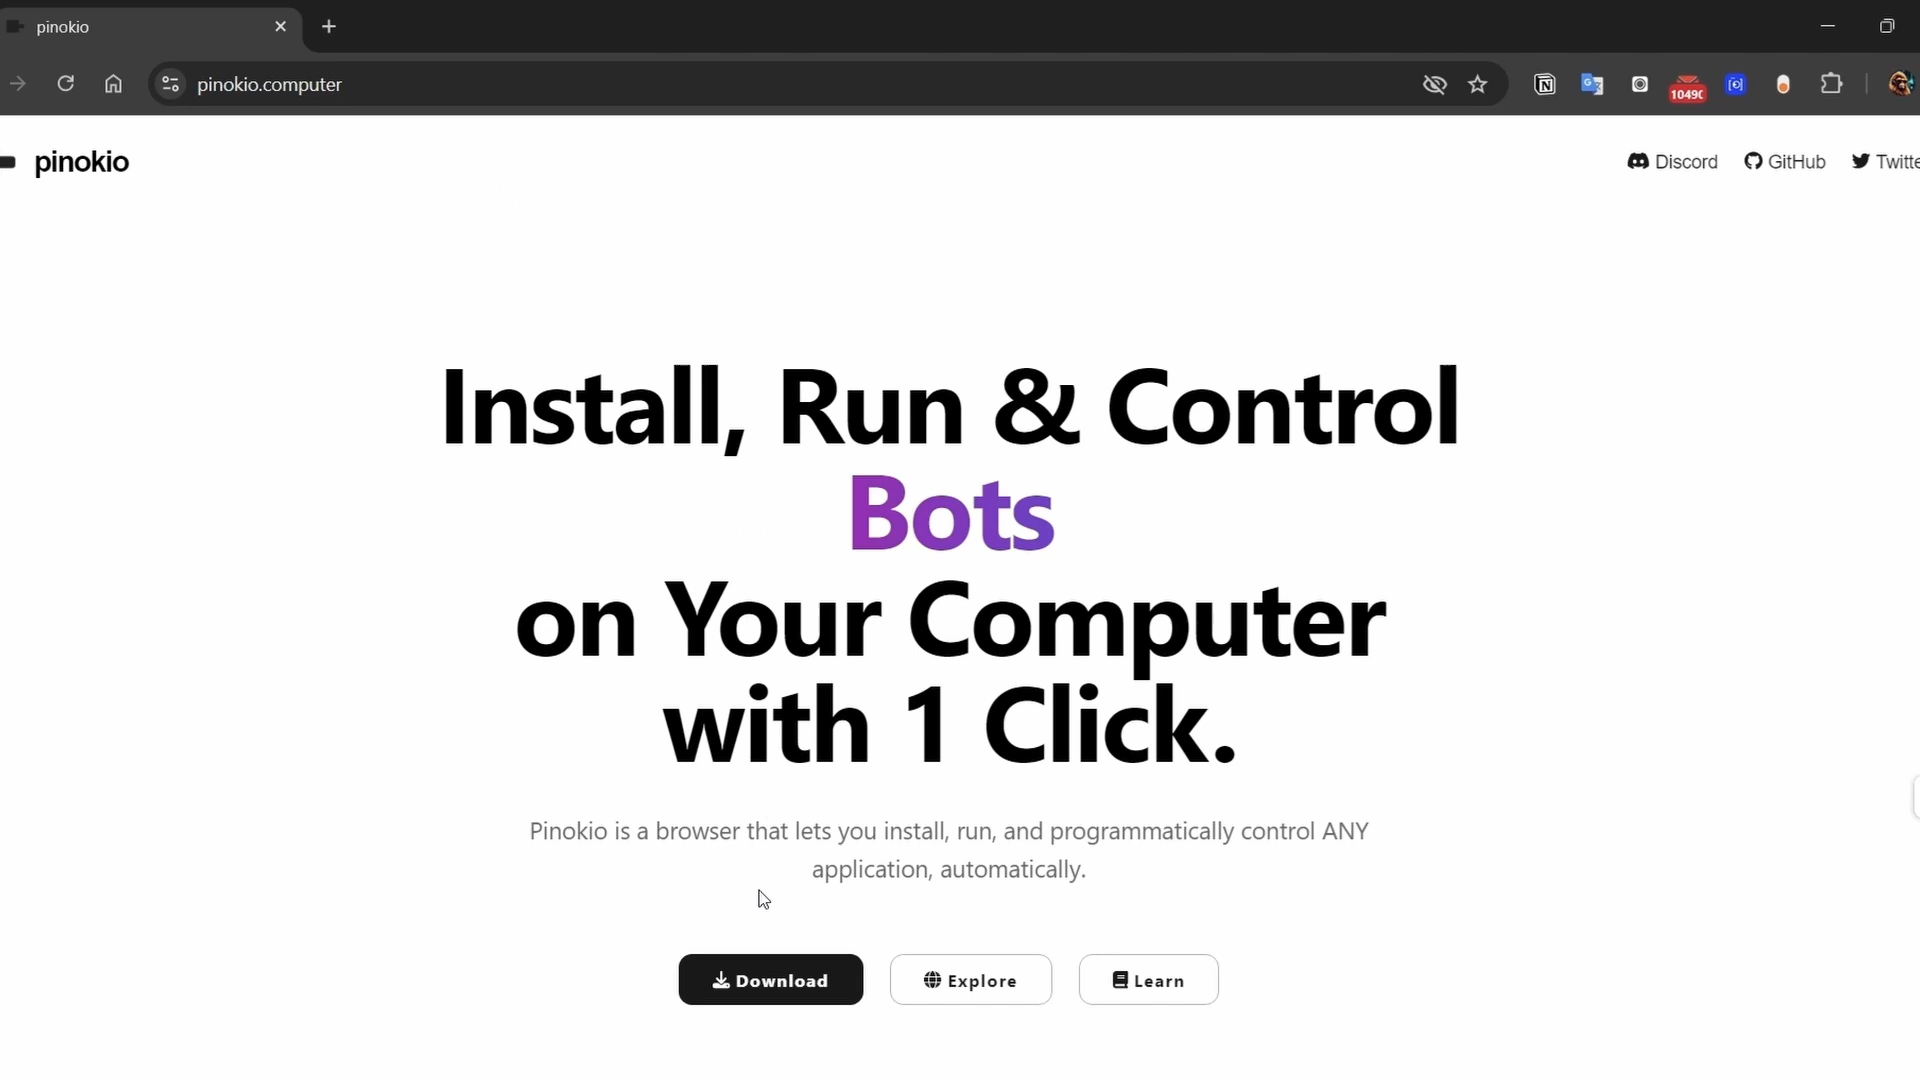 pinokio
pinokio.computer
1049
pinokio
Discord
GitHub
Install, Run & Control
Bots
on Your Computer
with 1 Click.
Pinokio is a browser that lets you install, run, and programmatically control ANY
application, automatically.
Download
Explore
Learn